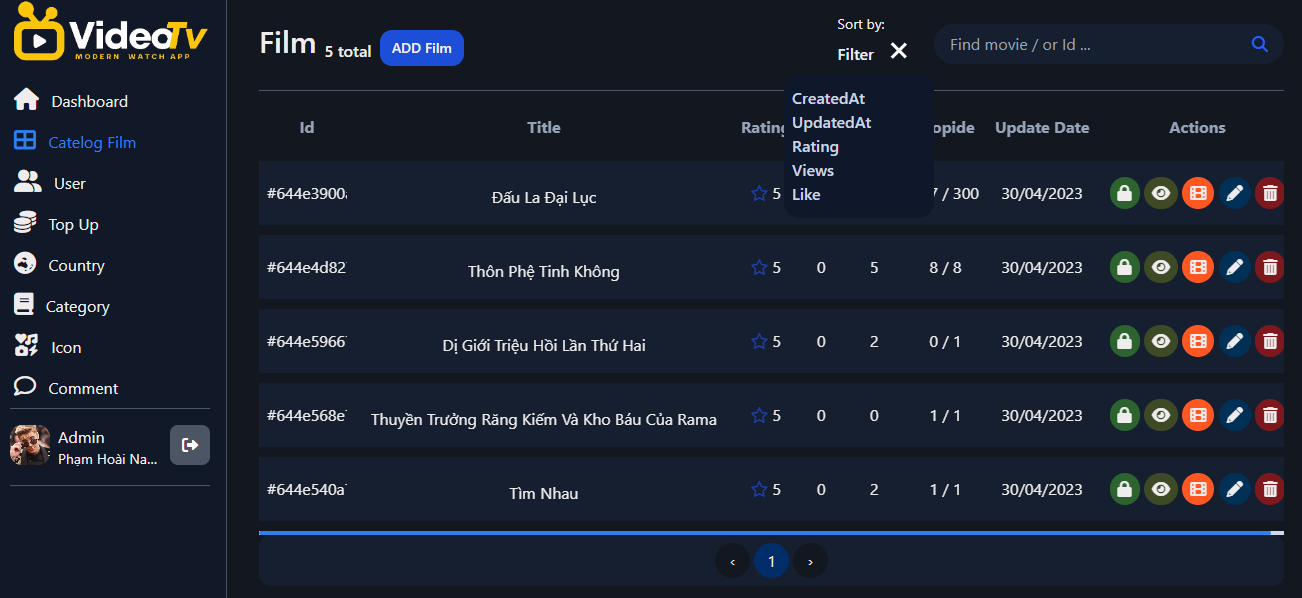 VideoTv
MODERN WATCH APP
Dashboard
Catelog Film
User
Top Up
Country
Category
Icon
Comment
Admin
Phạm Hoài Na...
Film 5 total ADD Film
Sort by:
Filter
Find movie / or Id ...
CreatedAt
UpdatedAt
Rating
Views
Like
Id Title Rating opide Update Date Actions
#644e3900 Đấu La Đại Lục 5 7 / 300 30/04/2023
#644e4d82 Thôn Phệ Tinh Không 5 0 5 8 / 8 30/04/2023
#644e5966 Dị Giới Triệu Hồi Lần Thứ Hai 5 0 2 0 / 1 30/04/2023
#644e568e Thuyền Trưởng Răng Kiếm Và Kho Báu Của Rama 5 0 0 1 / 1 30/04/2023
#644e540a Tìm Nhau 5 0 2 1 / 1 30/04/2023
‹ 1 ›